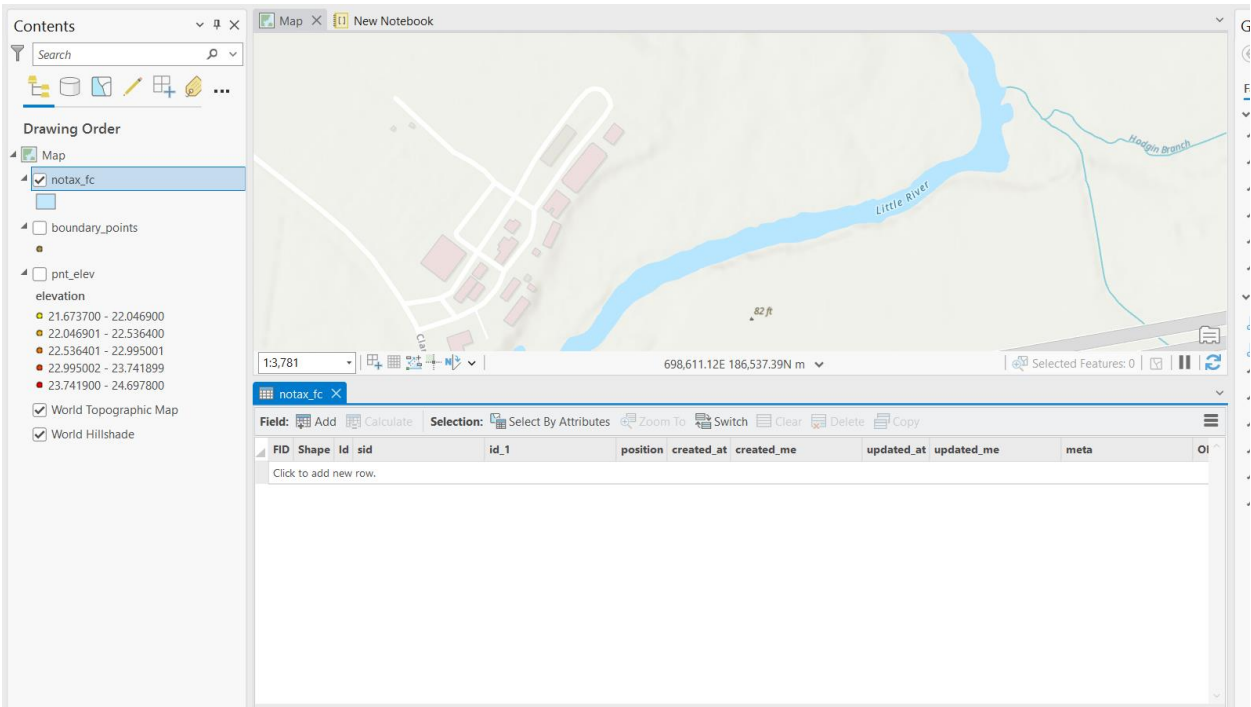 Contents
Search
Drawing Order
Map
notax_fc
boundary_points
pnt_elev
elevation
21.673700 - 22.046900
22.046901 - 22.536400
22.536401 - 22.995001
22.995002 - 23.741899
23.741900 - 24.697800
World Topographic Map
World Hillshade
Map New Notebook
Hodgin Branch
Little River
82 ft
Cla
1:3,781 698,611.12E 186,537.39N m Selected Features: 0
notax_fc
Field: Add Calculate Selection: Select By Attributes Zoom To Switch Clear Delete Copy
FID Shape Id sid id_1 position created_at created_me updated_at updated_me meta
Click to add new row.
G
F